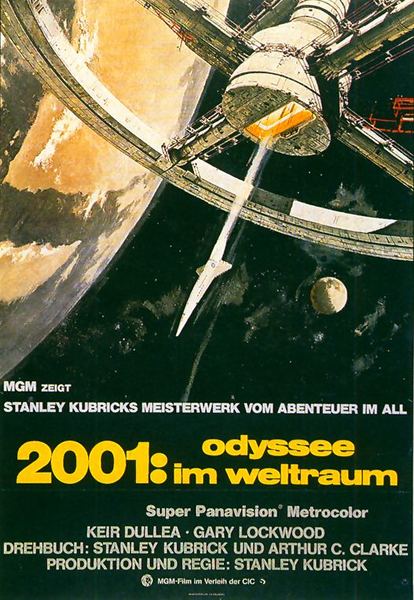 MGM ZEIGT
STANLEY KUBRICKS MEISTERWERK VOM ABENTEUER IM ALL
2001: odyssee
im weltraum
Super Panavision® Metrocolor
KEIR DULLEA · GARY LOCKWOOD
DREHBUCH: STANLEY KUBRICK UND ARTHUR C. CLARKE
PRODUKTION UND REGIE: STANLEY KUBRICK
MGM-Film im Verleih der CIC